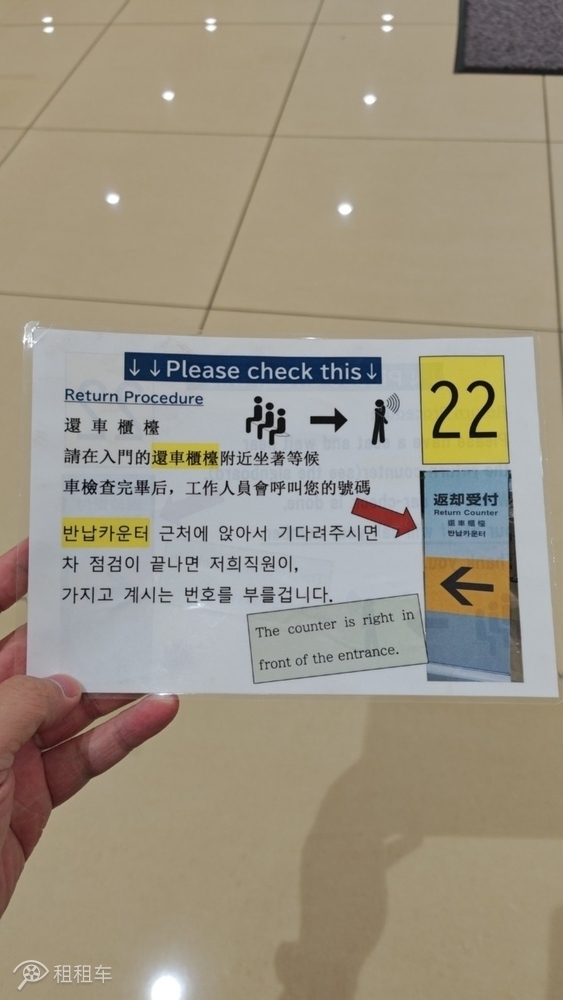 ↓↓Please check this↓
22
Return Procedure
還車櫃檯
請在入門的還車櫃檯附近坐著等候
車檢查完畢后，工作人員會呼叫您的號碼
반납카운터 근처에 앉아서 기다려주시면
차 점검이 끝나면 저희직원이,
가지고 계시는 번호를 부를겁니다.
返却受付
Return Counter
還車櫃檯
반납카운터
←
The counter is right in
front of the entrance.
租租车